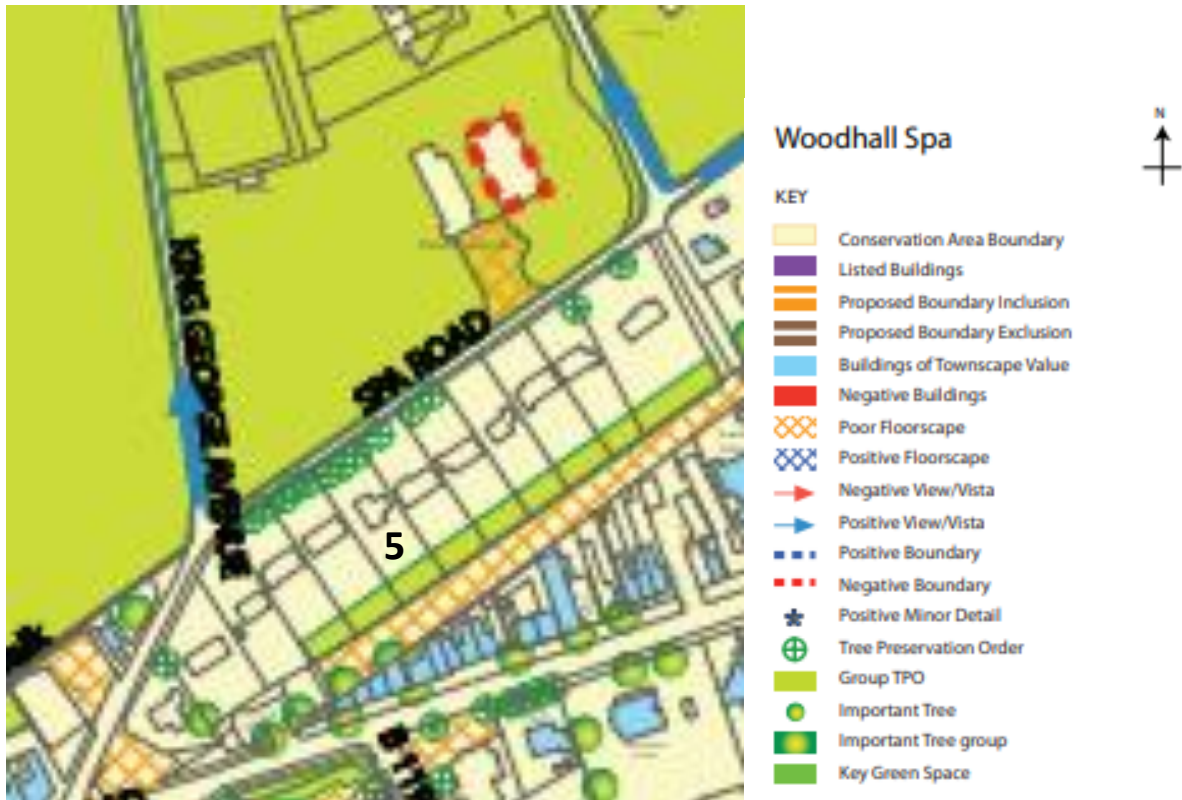 KING GEORGE AVENUE
SPA ROAD
5
Woodhall Spa
N
KEY
Conservation Area Boundary
Listed Buildings
Proposed Boundary Inclusion
Proposed Boundary Exclusion
Buildings of Townscape Value
Negative Buildings
Poor Floorscape
Positive Floorscape
Negative View/Vista
Positive View/Vista
Positive Boundary
Negative Boundary
Positive Minor Detail
Tree Preservation Order
Group TPO
Important Tree
Important Tree group
Key Green Space